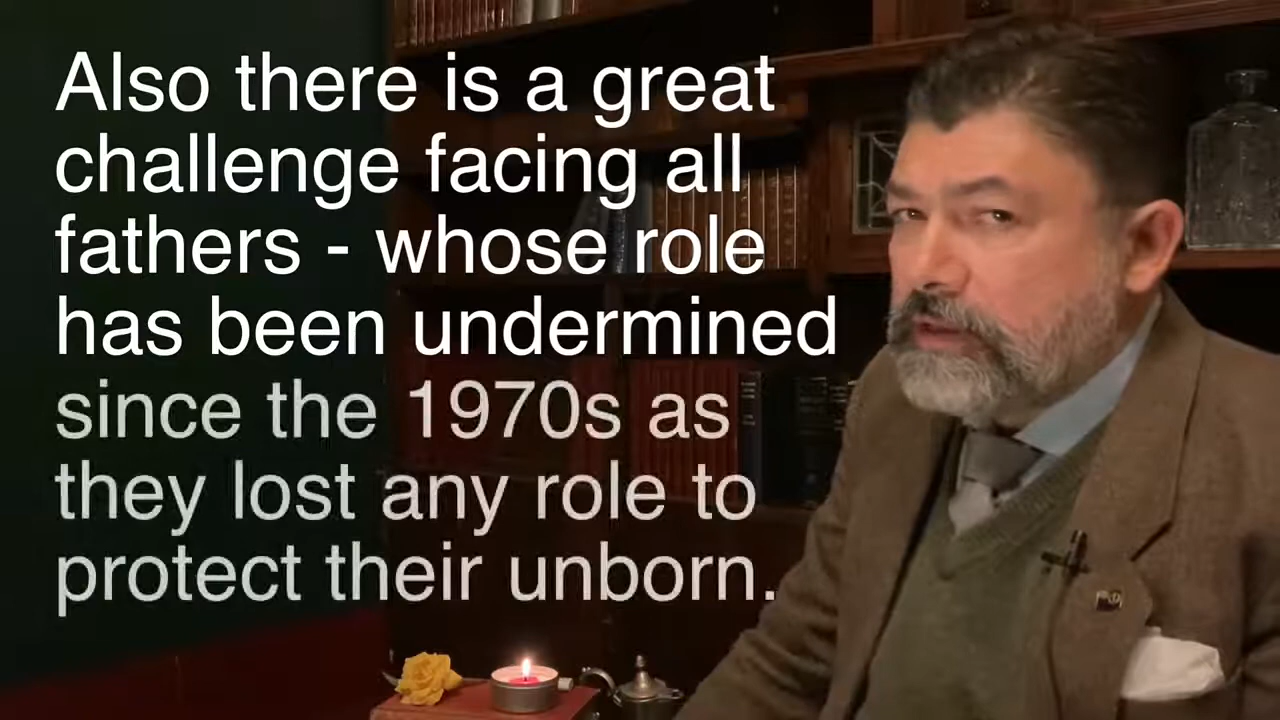 Also there is a great
challenge facing all
fathers - whose role
has been undermined
since the 1970s as
they lost any role to
protect their unborn.